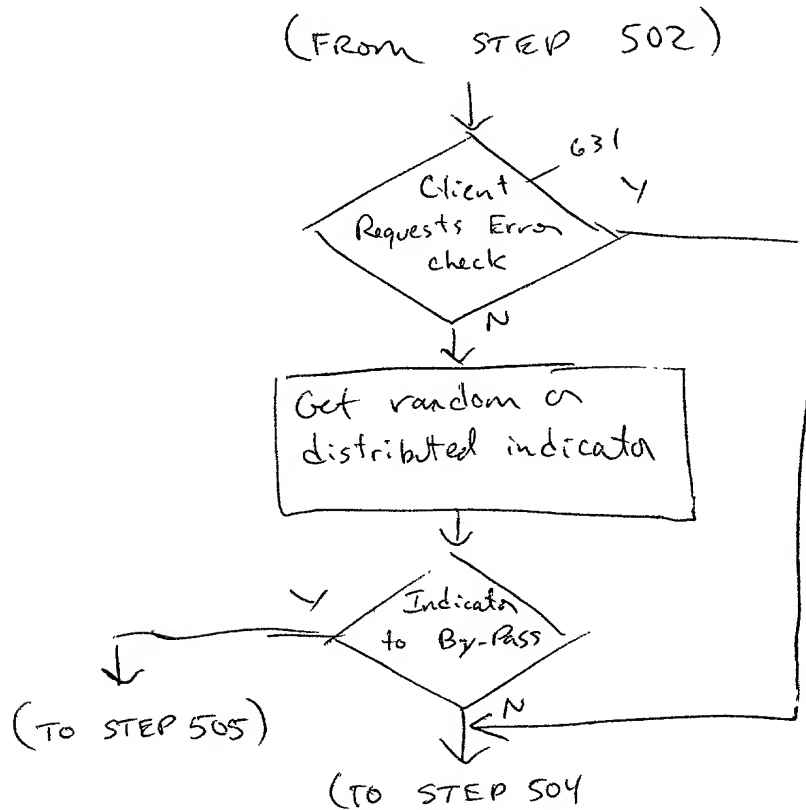 (FROM STEP 502)
631
Client
Requests Error
check
Y
N
Get random or
distributed indicator
Indicator
to By-Pass
Y
N
(TO STEP 505)
(TO STEP 504